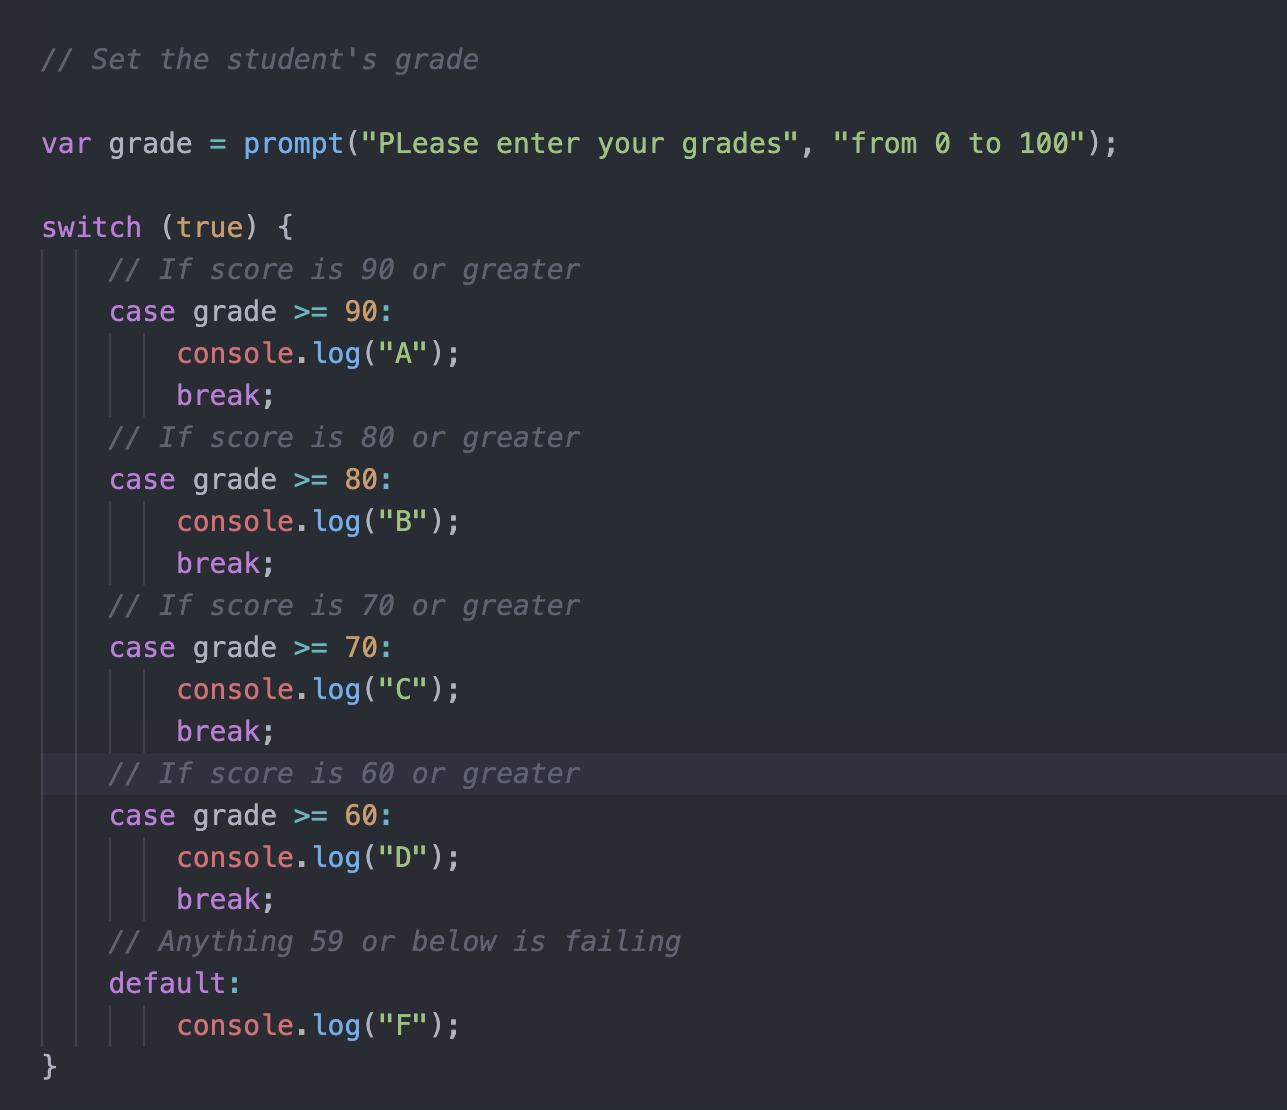 // Set the student's grade
var grade = prompt("PLease enter your grades", "from 0 to 100");
switch (true) {
// If score is 90 or greater
case grade >= 90:
console.log("A");
break;
// If score is 80 or greater
case grade >= 80:
console.log("B");
break;
// If score is 70 or greater
case grade >= 70:
console.log("C");
break;
// If score is 60 or greater
case grade >= 60:
console.log("D");
break;
// Anything 59 or below is failing
default:
console.log("F");
}